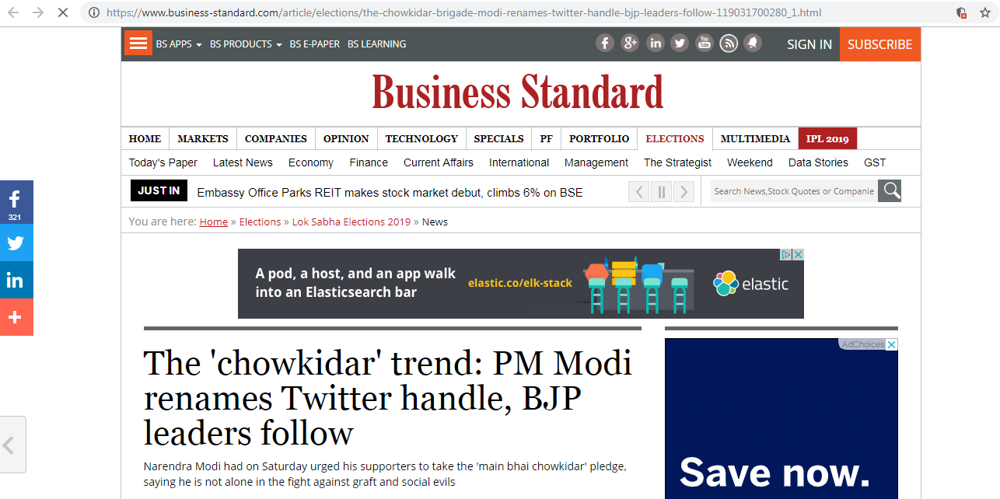 https://www.business-standard.com/article/elections/the-chowkidar-brigade-modi-renames-twitter-handle-bjp-leaders-follow-119031700280_1.html
BS APPS BS PRODUCTS BS E-PAPER BS LEARNING SIGN IN SUBSCRIBE
Business Standard
HOME MARKETS COMPANIES OPINION TECHNOLOGY SPECIALS PF PORTFOLIO ELECTIONS MULTIMEDIA IPL 2019
Today's Paper Latest News Economy Finance Current Affairs International Management The Strategist Weekend Data Stories GST
JUST IN Embassy Office Parks REIT makes stock market debut, climbs 6% on BSE Search News,Stock Quotes or Companie
321
You are here: Home » Elections » Lok Sabha Elections 2019 » News
A pod, a host, and an app walk
into an Elasticsearch bar
elastic.co/elk-stack
elastic
The 'chowkidar' trend: PM Modi
renames Twitter handle, BJP
leaders follow
Narendra Modi had on Saturday urged his supporters to take the 'main bhai chowkidar' pledge,
saying he is not alone in the fight against graft and social evils
AdChoices
Save now.